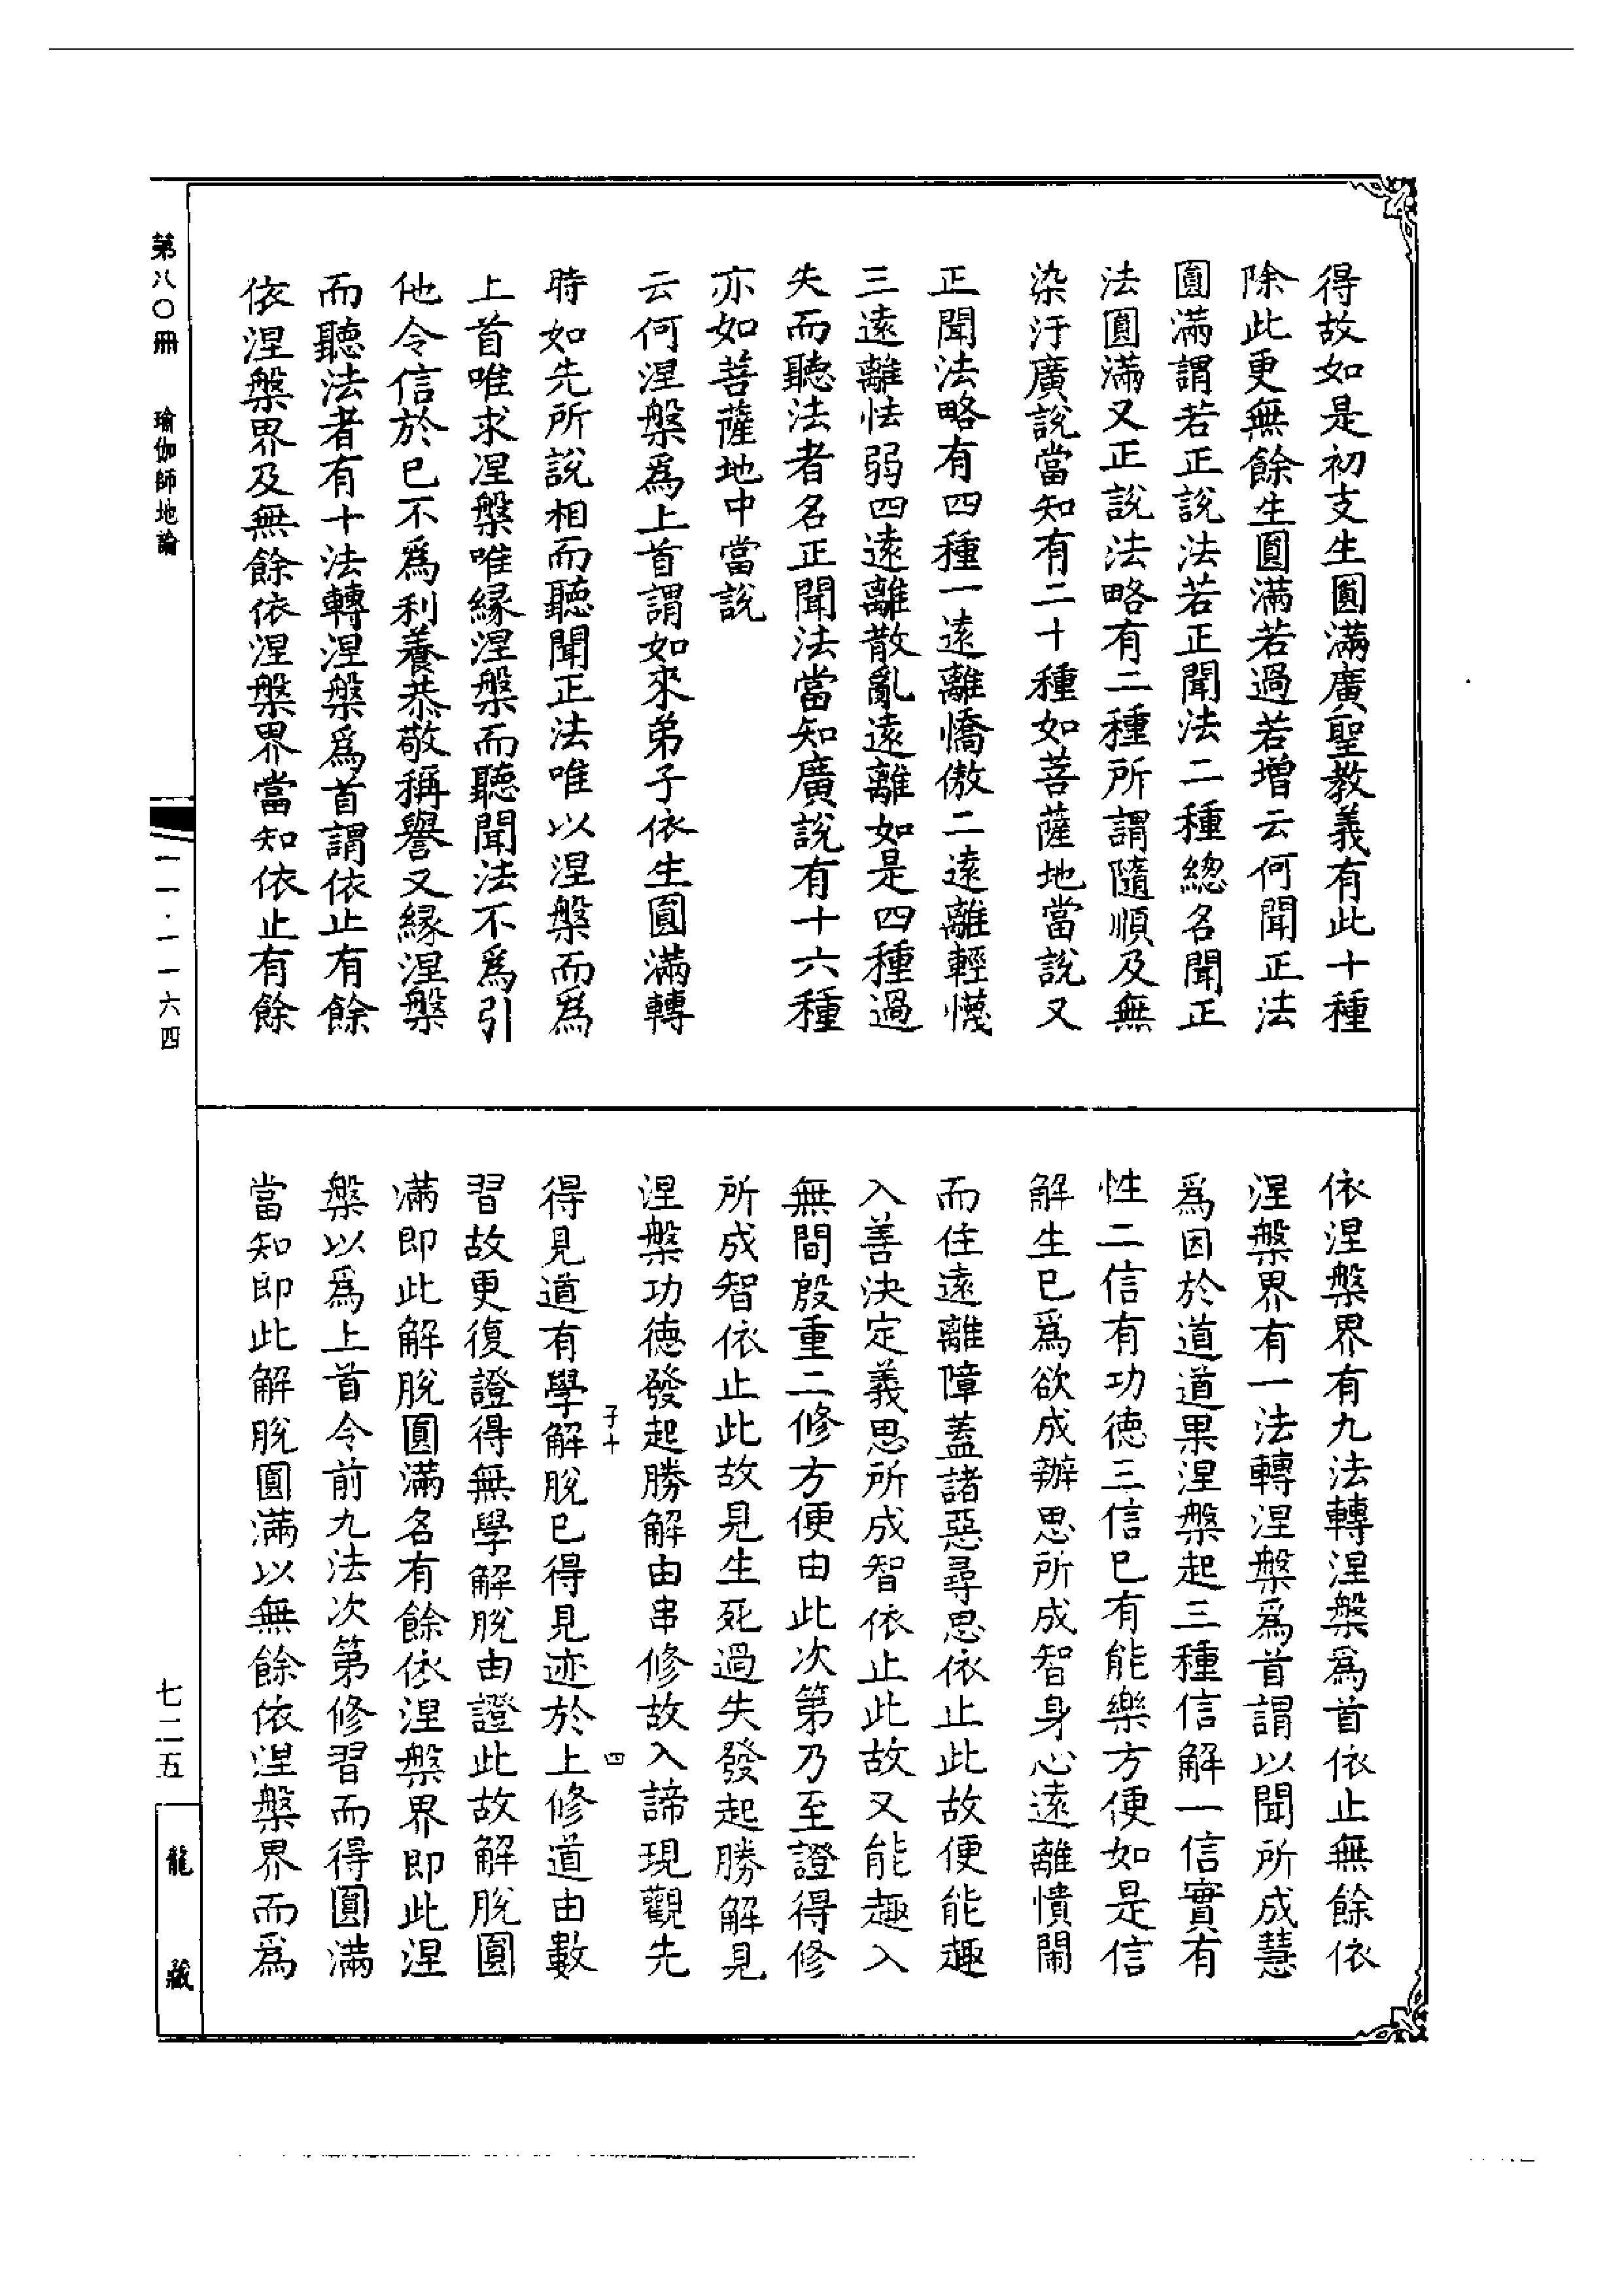 得故如是初支生圓滿廣聖教義有此十種
除此更無餘生圓滿若過若增云何聞正法
圓滿謂若正說法若正聞法二種總名聞正
法圓滿又正說法略有二種所謂隨順及無
染汙廣說當知有二十種如菩薩地當說又
正聞法略有四種一遠離憍傲二遠離輕懱
三遠離怯弱四遠離散亂遠離如是四種過
失而聽法者名正聞法當知廣說有十六種
亦如菩薩地中當說
云何涅槃爲上首謂如來弟子依生圓滿轉
時如先所說相而聽聞正法唯以涅槃而爲
上首唯求涅槃唯緣涅槃而聽聞法不爲引
他令信於已不爲利養恭敬稱譽又緣涅槃
而聽法者有十法轉涅槃爲首謂依止有餘
依涅槃界及無餘依涅槃界當知依止有餘
依涅槃界有九法轉涅槃爲首依止無餘依
涅槃界有一法轉涅槃爲首謂以聞所成慧
爲因於道道果涅槃起三種信解一信實有
性二信有功德三信已有能樂方便如是信
解生已爲欲成辦思所成智身心遠離憒閙
而住遠離障蓋諸惡尋思依止此故便能趣
入善決定義思所成智依止此故又能趣入
無間殷重二修方便由此次第乃至證得修
所成智依止此故見生死過失發起勝解見
涅槃功德發起勝解由串修故入諦現觀先
子十 四
得見道有學解脫已得見迹於上修道由數
習故更復證得無學解脫由證此故解脫圓
滿即此解脫圓滿名有餘依涅槃界即此涅
槃以爲上首令前九法次第修習而得圓滿
當知即此解脫圓滿以無餘依涅槃界而爲
第八〇冊 瑜伽師地論
一一·一一六四
七二五
龍藏